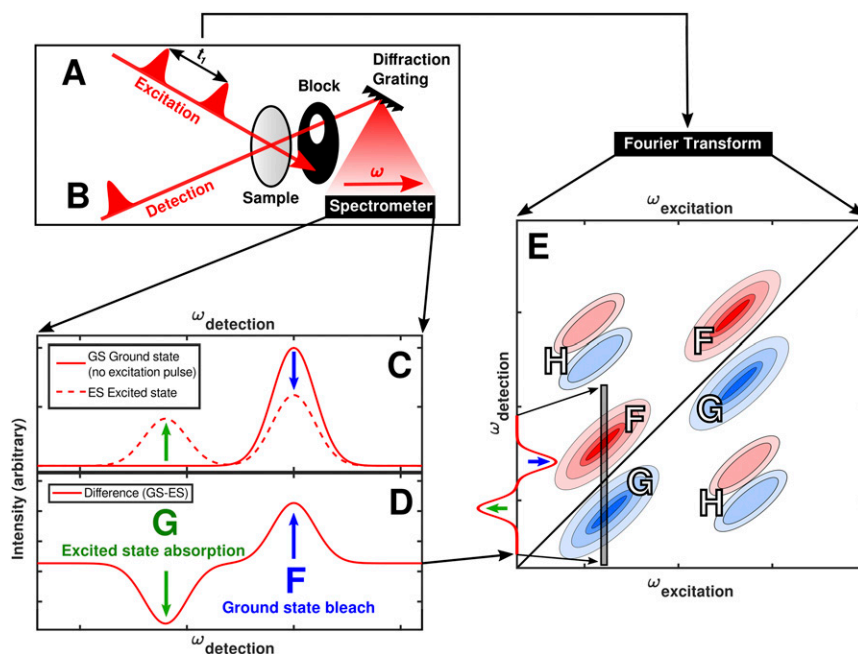 A
t1
Excitation
Diffraction
Grating
Block
B
Detection
Sample
ω
Spectrometer
Fourier Transform
ωexcitation
E
F
H
G
F
G
H
ωdetection
ωexcitation
ωdetection
GS Ground state
(no excitation pulse)
ES Excited state
C
Difference (GS-ES)
D
G
Excited state absorption
F
Ground state bleach
Intensity (arbitrary)
ωdetection